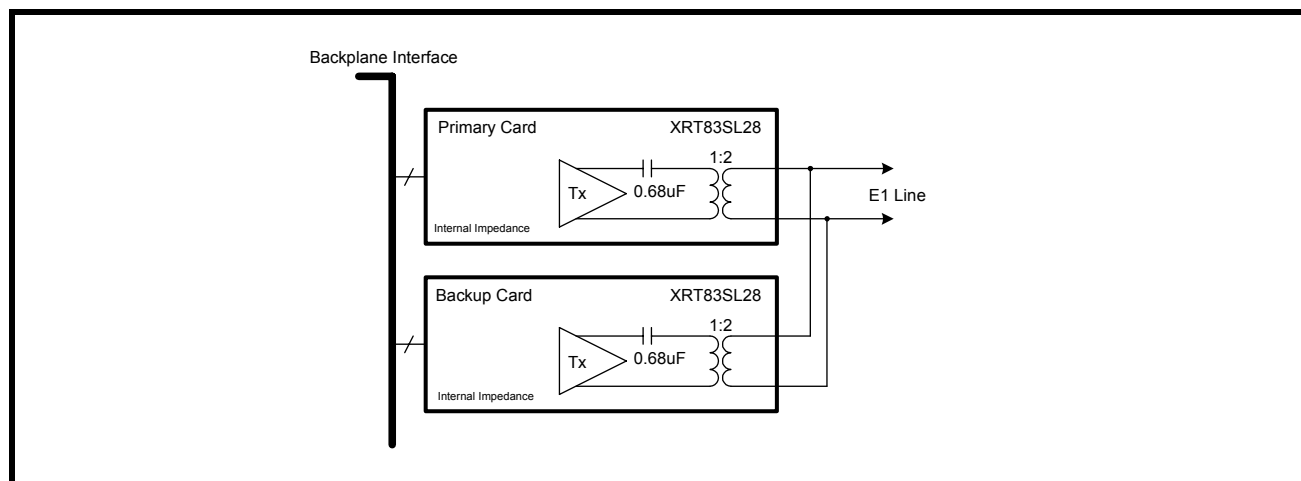 Backplane Interface
Primary Card XRT83SL28
1:2
Tx 0.68uF
Internal Impedance
E1 Line
Backup Card XRT83SL28
1:2
Tx 0.68uF
Internal Impedance